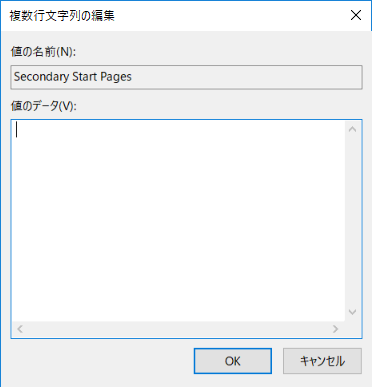 複数行文字列の編集
値の名前(N):
Secondary Start Pages
値のデータ(V):
OK
キャンセル